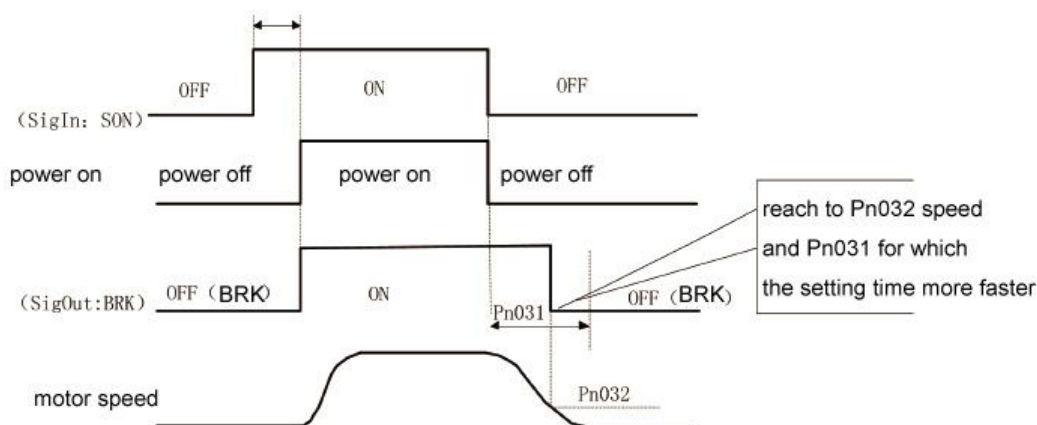 OFF
ON
OFF
(SigIn: SON)
power on
power off
power on
power off
reach to Pn032 speed
and Pn031 for which
the setting time more faster
(SigOut:BRK)
OFF (BRK)
ON
Pn031
OFF (BRK)
motor speed
Pn032